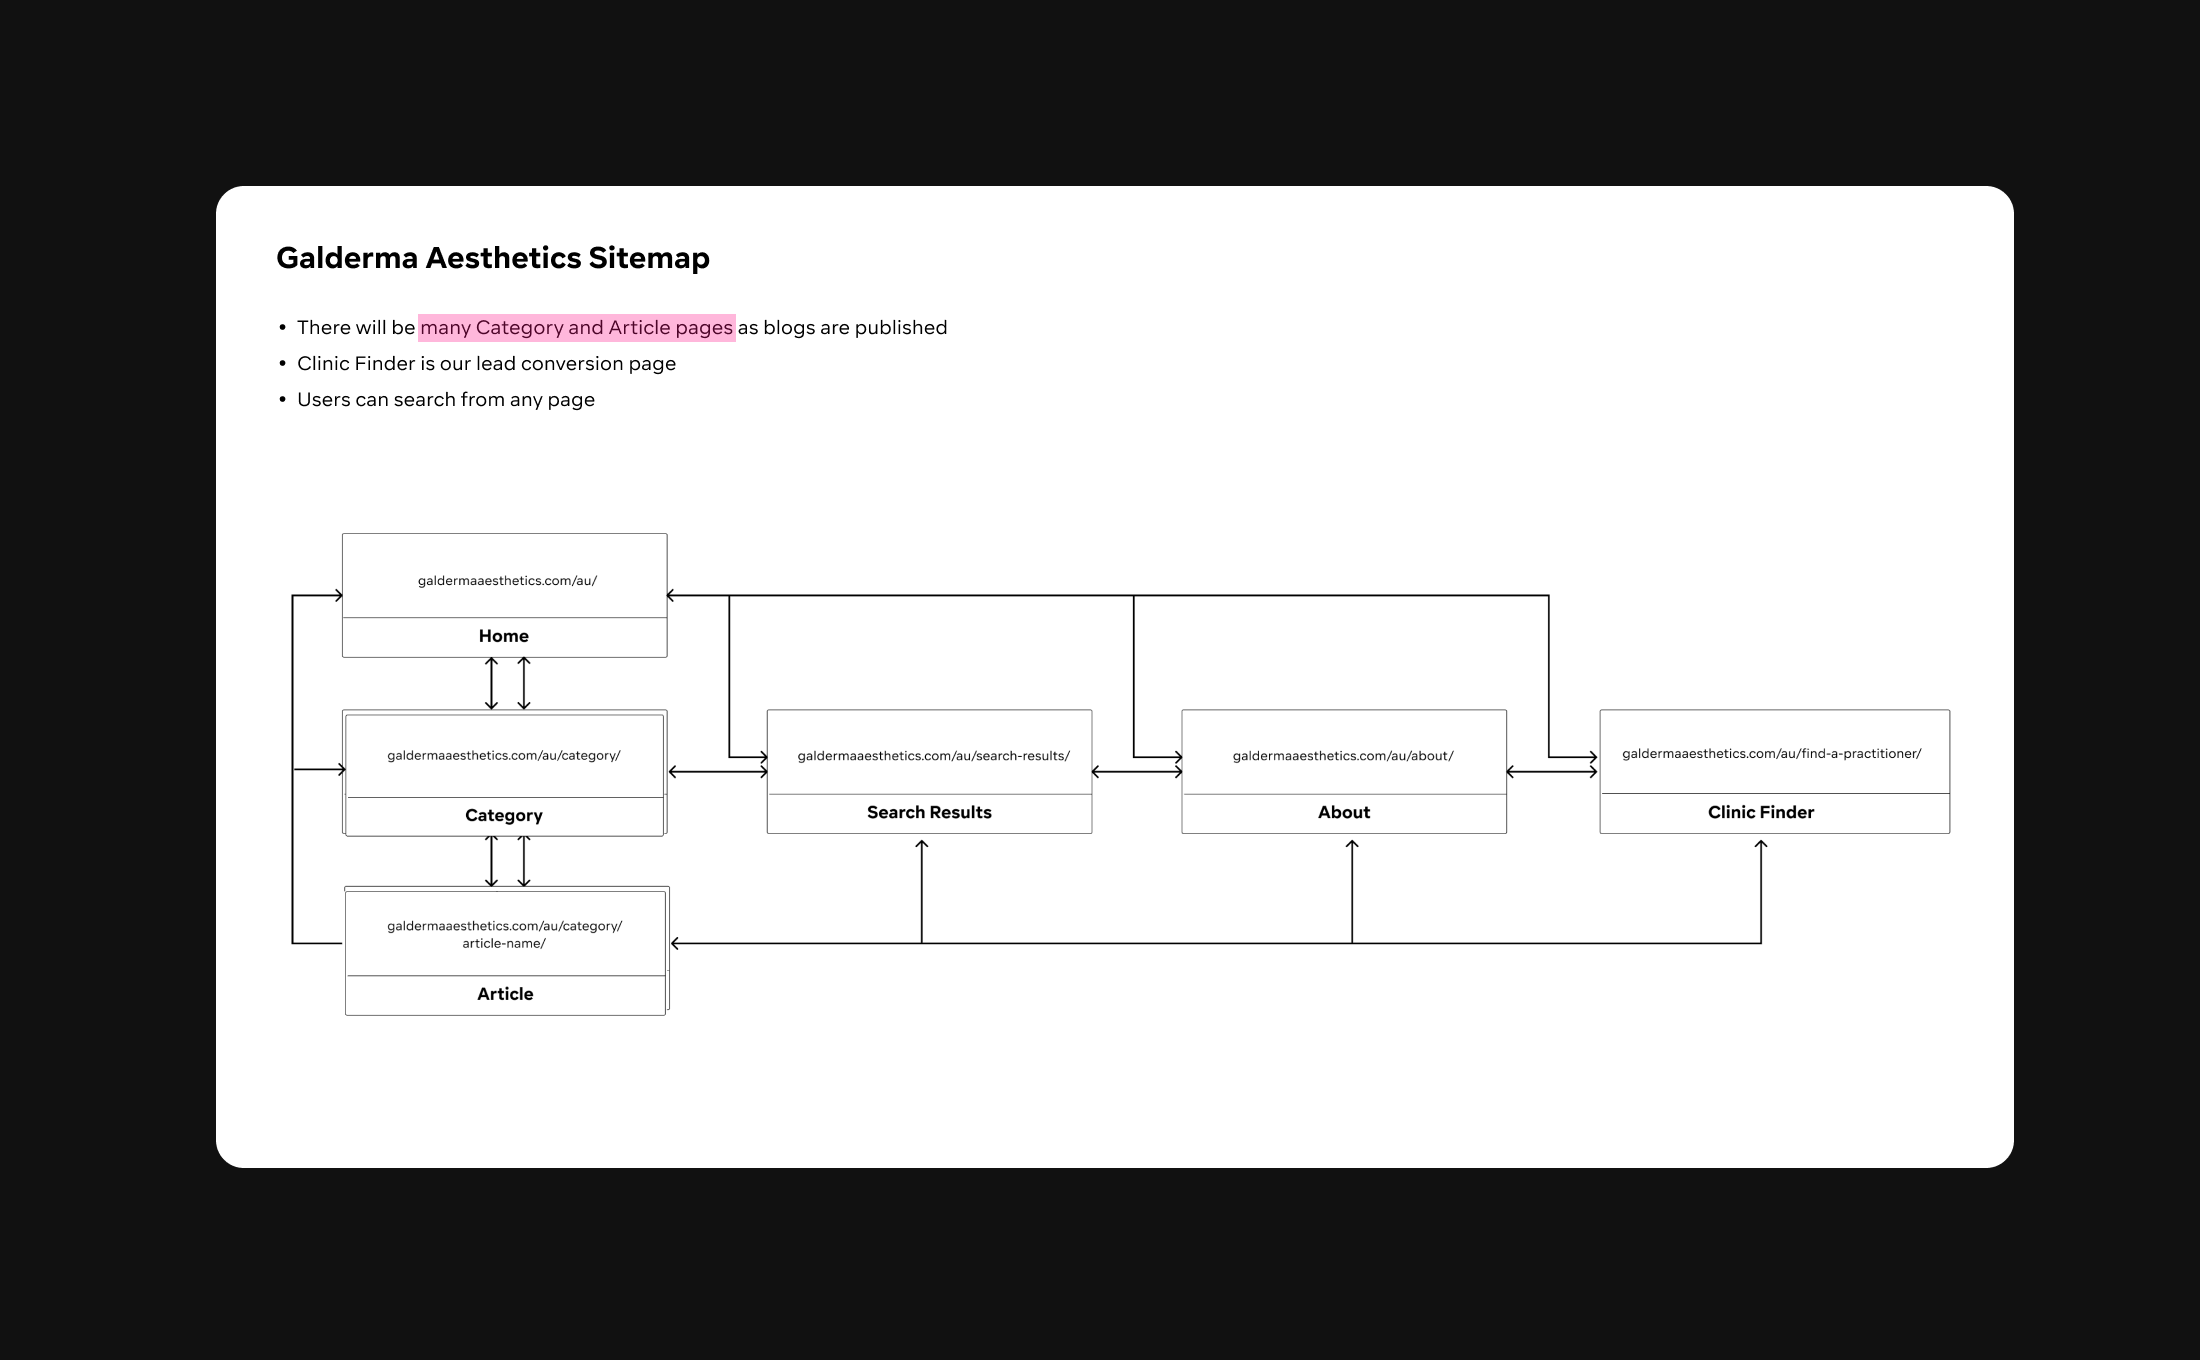 Galderma Aesthetics Sitemap
• There will be many Category and Article pages as blogs are published
• Clinic Finder is our lead conversion page
• Users can search from any page
galdermaaesthetics.com/au/
Home
galdermaaesthetics.com/au/category/
Category
galdermaaesthetics.com/au/search-results/
Search Results
galdermaaesthetics.com/au/about/
About
galdermaaesthetics.com/au/find-a-practitioner/
Clinic Finder
galdermaaesthetics.com/au/category/
article-name/
Article